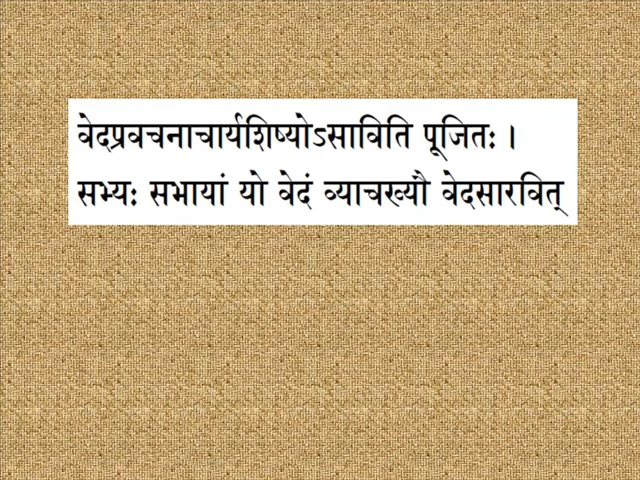 वेदप्रवचनाचार्यशिष्योऽसाविति पूजितः ।
सभ्यः सभायां यो वेदं व्याचख्यौ वेदसारवित्